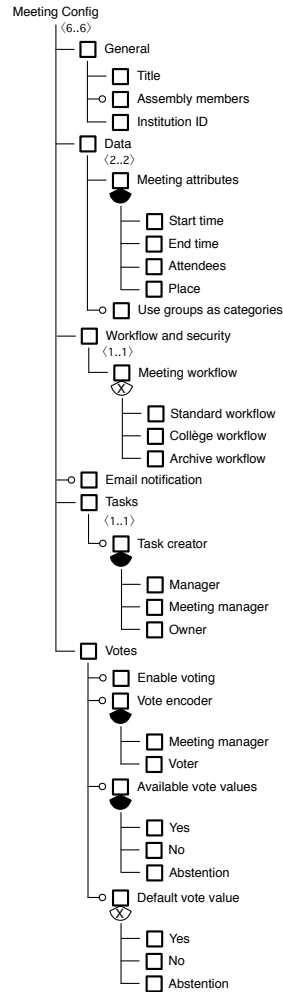 Meeting Config
⟨6..6⟩
General
Title
Assembly members
Institution ID
Data
⟨2..2⟩
Meeting attributes
Start time
End time
Attendees
Place
Use groups as categories
Workflow and security
⟨1..1⟩
Meeting workflow
X
Standard workflow
Collège workflow
Archive workflow
Email notification
Tasks
⟨1..1⟩
Task creator
Manager
Meeting manager
Owner
Votes
Enable voting
Vote encoder
Meeting manager
Voter
Available vote values
Yes
No
Abstention
Default vote value
X
Yes
No
Abstention